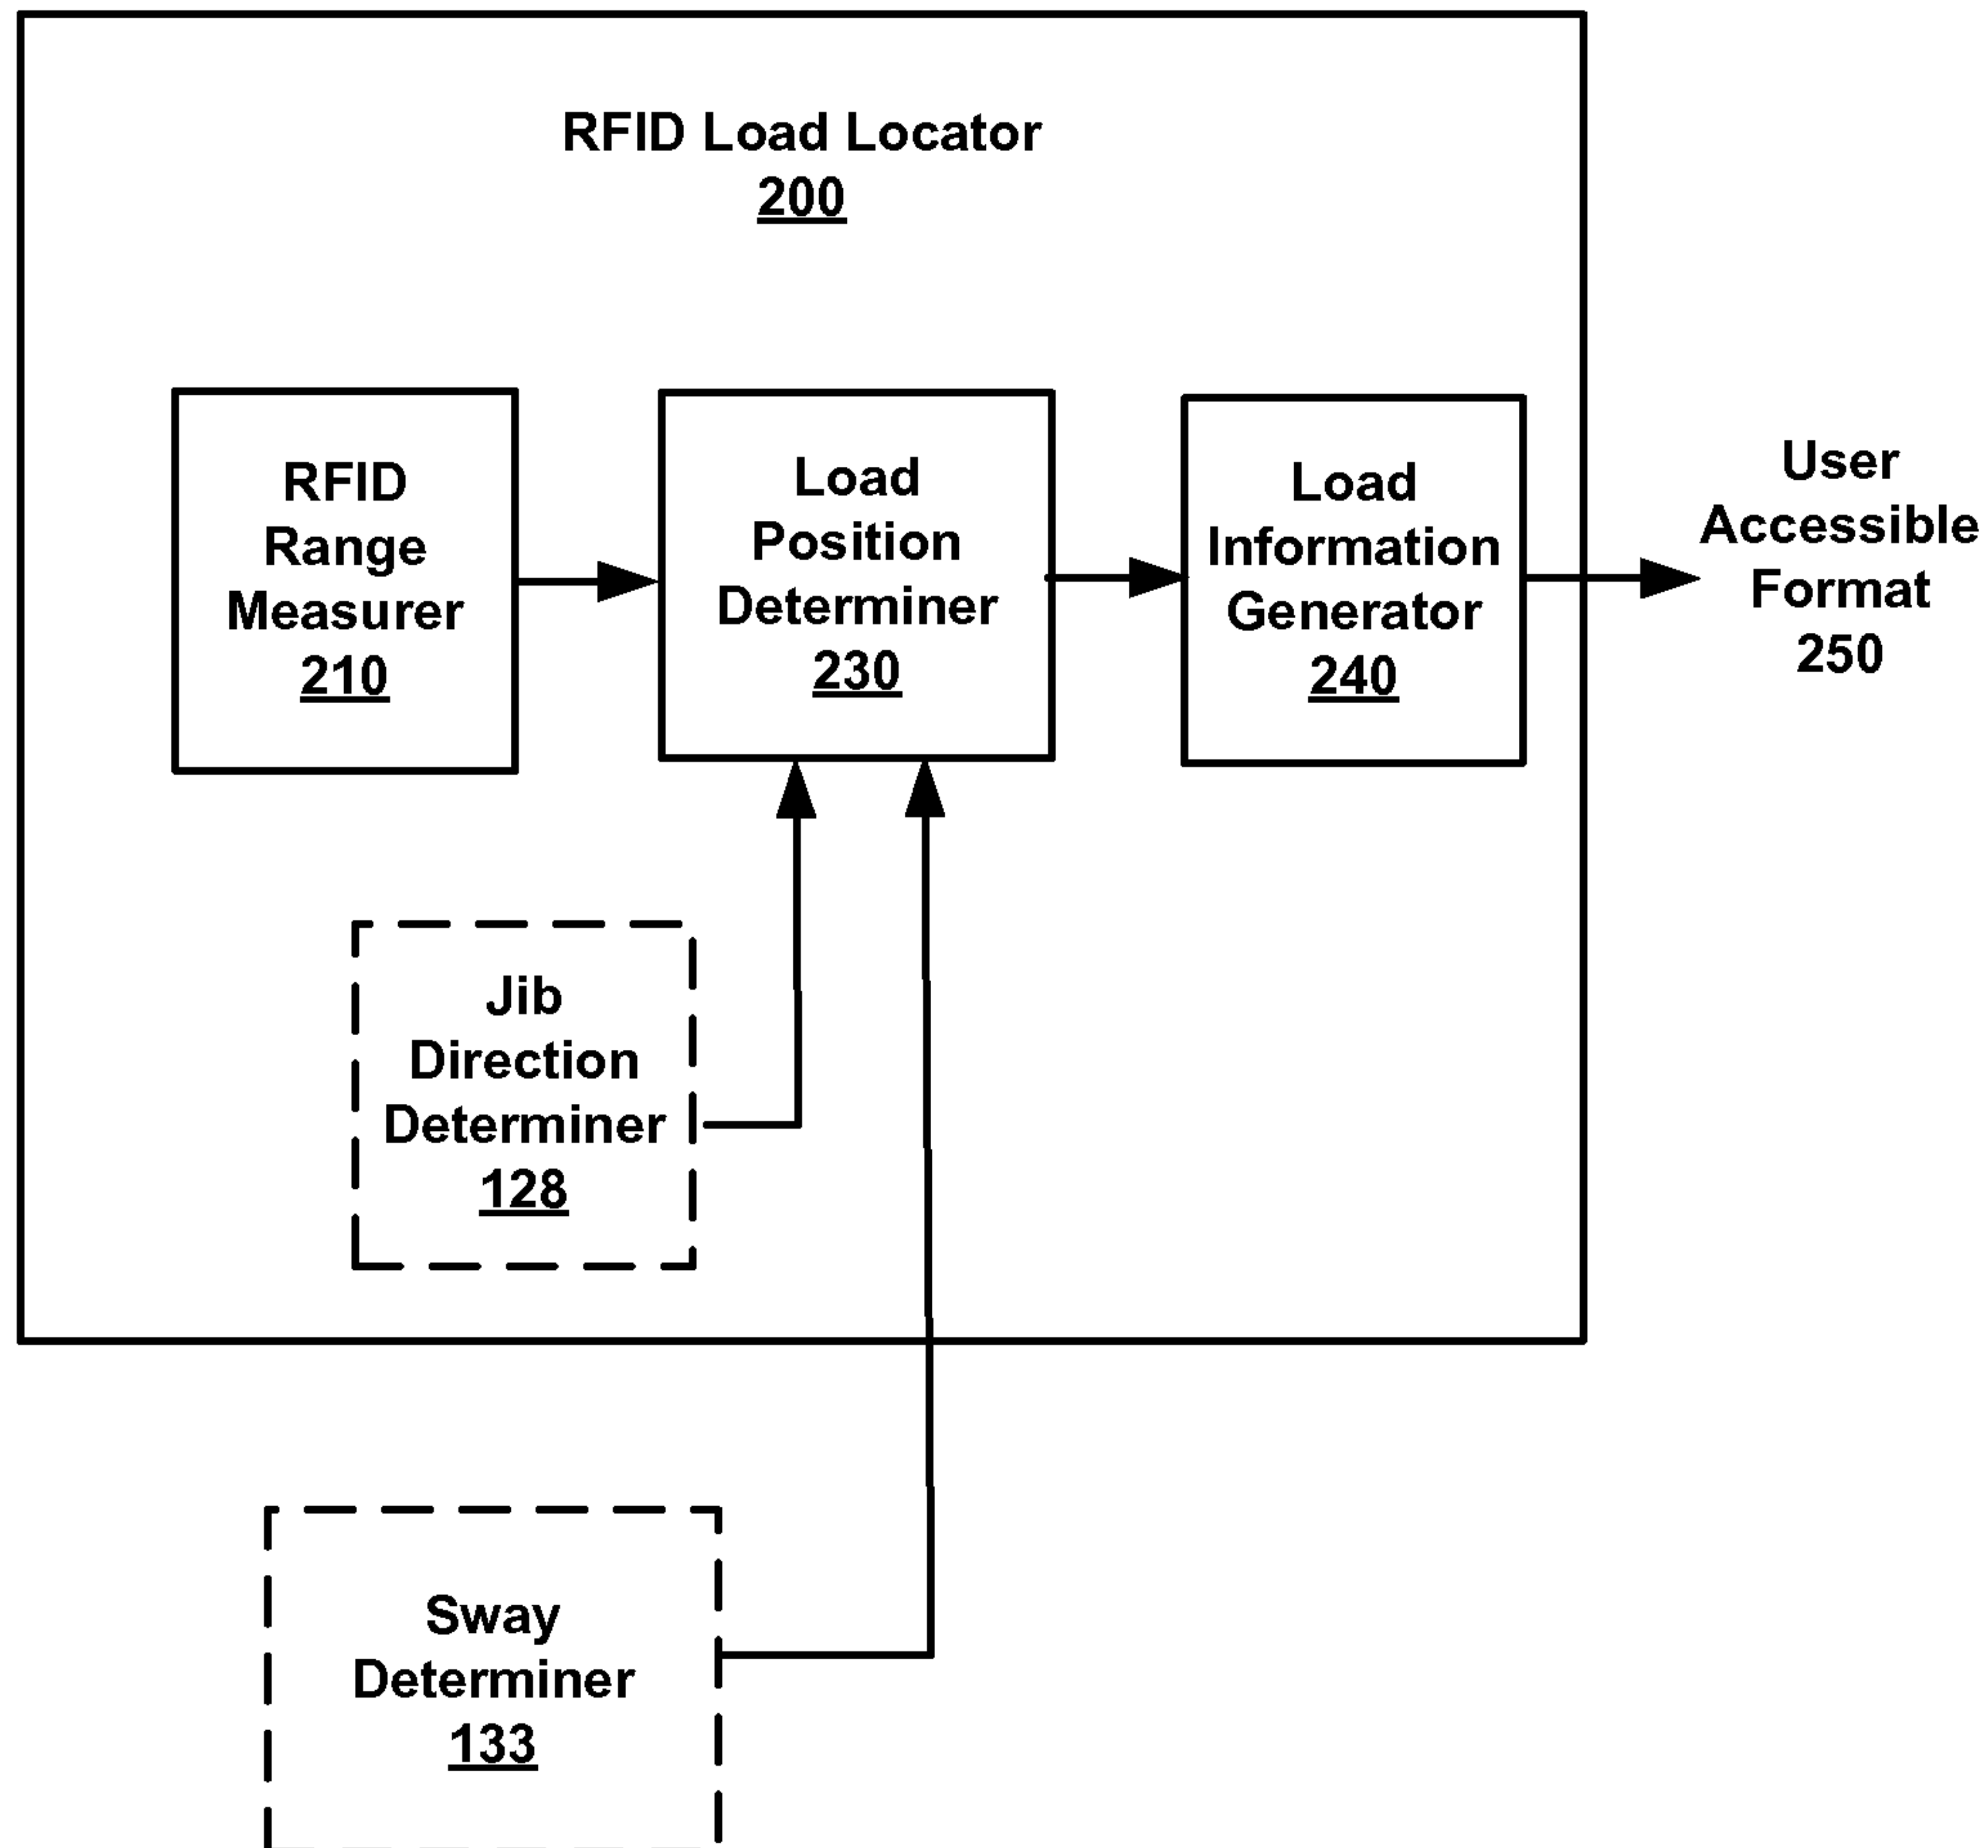 RFID Load Locator
200
RFID
Range
Measurer
210
Load
Position
Determiner
230
Load
Information
Generator
240
User
Accessible
Format
250
Jib
Direction
Determiner
128
Sway
Determiner
133